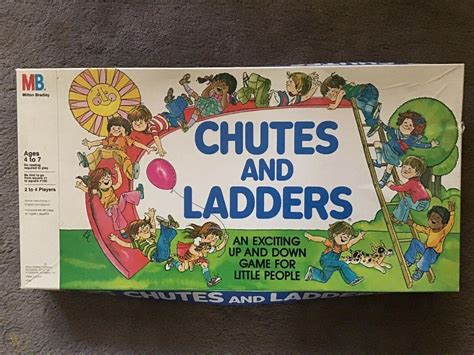 MB
Milton Bradley
Ages
4 to 7
2 to 4 Players
CHUTES
AND
LADDERS
AN EXCITING
UP AND DOWN
GAME FOR
LITTLE PEOPLE
CHUTES AND LADDERS